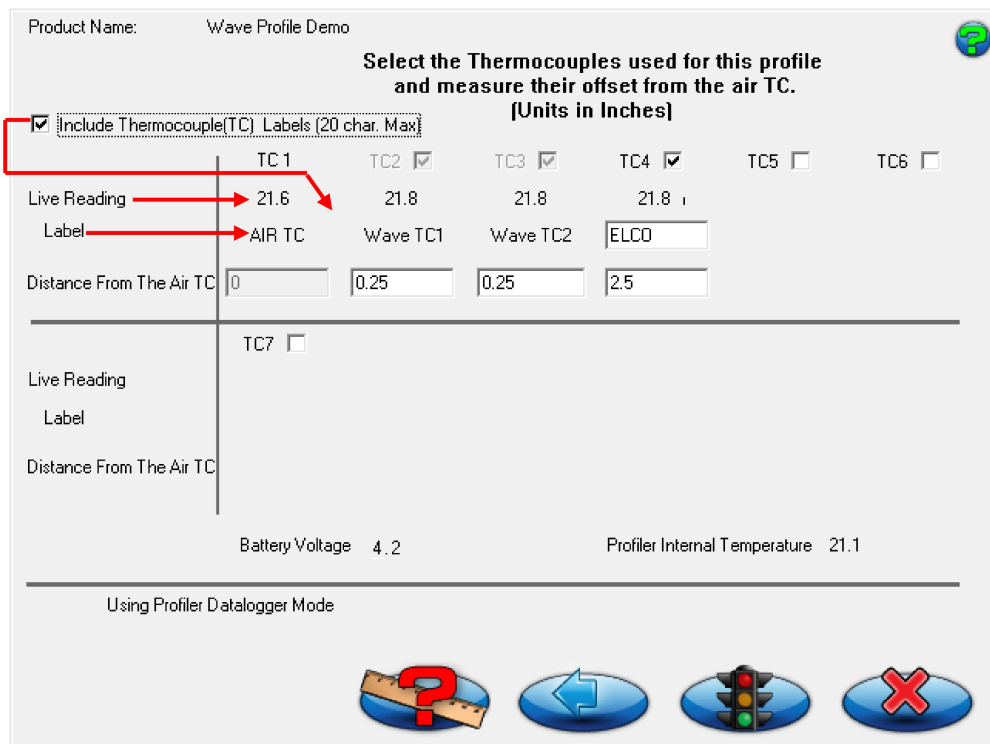 Product Name: Wave Profile Demo
Select the Thermocouples used for this profile
and measure their offset from the air TC.
(Units in Inches)
Include Thermocouple(TC) Labels (20 char. Max)
TC 1 TC2 TC3 TC4 TC5 TC6
Live Reading 21.6 21.8 21.8 21.8
Label AIR TC Wave TC1 Wave TC2 ELCO
Distance From The Air TC 0 0.25 0.25 2.5
TC7
Live Reading
Label
Distance From The Air TC
Battery Voltage 4.2 Profiler Internal Temperature 21.1
Using Profiler Datalogger Mode